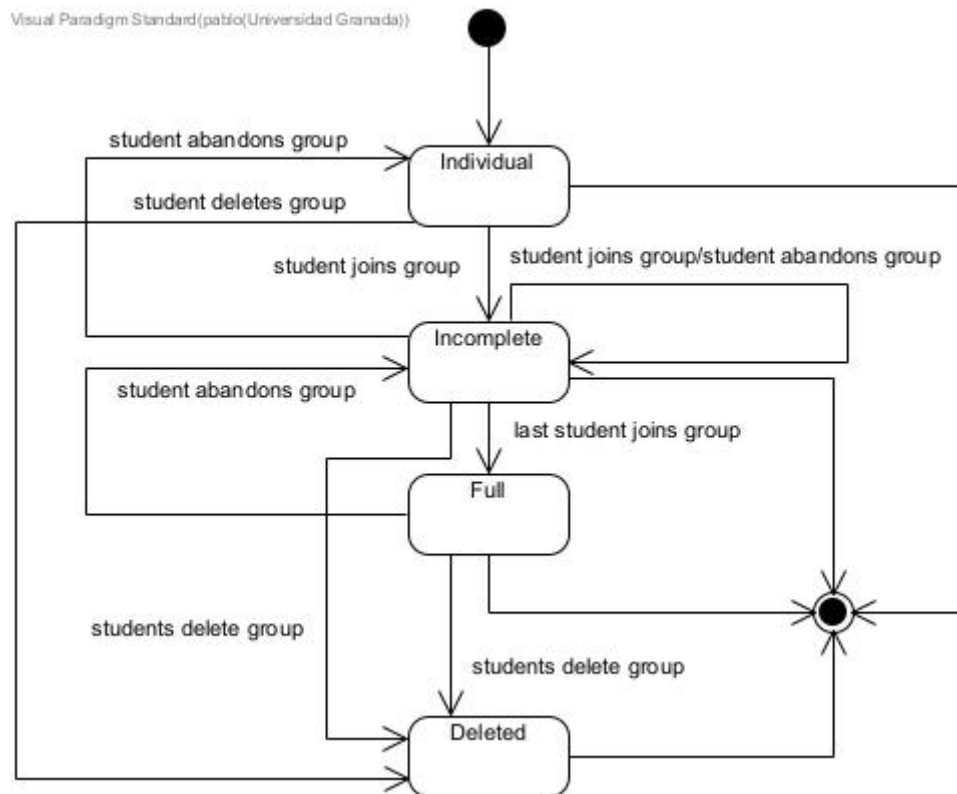 Visual Paradigm Standard(pablo(Universidad Granada))
student abandons group
Individual
student deletes group
student joins group
student joins group/student abandons group
Incomplete
student abandons group
last student joins group
Full
students delete group
students delete group
Deleted